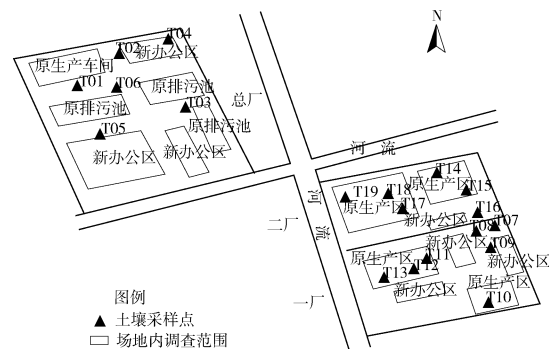 N
T04
T02
新办公区
原生产车间
T01
T06
原排污池
原排污池
T03
总厂
原排污池
T05
新办公区
新办公区
河 流
河流
T14
原生产区
T15
T19
T18
原生产区
T17
T16
新办公区
T08
T07
二厂
新办公区
T09
原生产区
T11
新办公区
T13
T12
新办公区
原生产区
T10
一厂
图例
土壤采样点
场地内调查范围